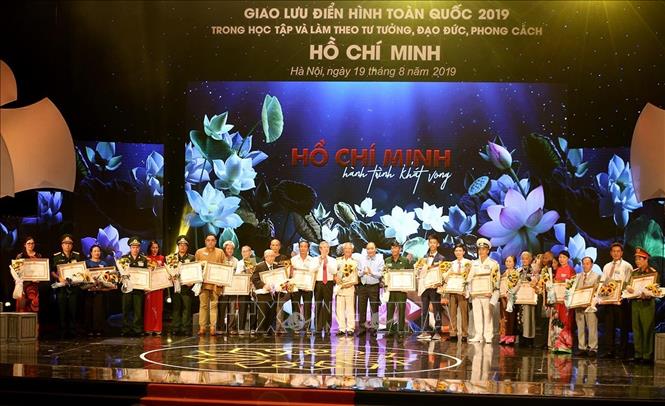 GIAO LƯU ĐIỂN HÌNH TOÀN QUỐC 2019
TRONG HỌC TẬP VÀ LÀM THEO TƯ TƯỞNG, ĐẠO ĐỨC, PHONG CÁCH
HỒ CHÍ MINH
Hà Nội, ngày 19 tháng 8 năm 2019
HỒ CHÍ MINH
hành trình khát vọng